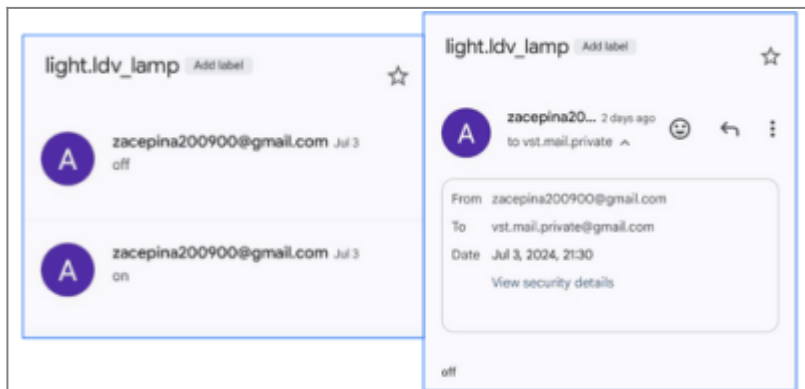 light.ldv_lamp Add label
A
zacepina200900@gmail.com Jul 3
off
A
zacepina200900@gmail.com Jul 3
on
light.ldv_lamp Add label
A
zacepina20... 2 days ago
to vst.mail.private
From zacepina200900@gmail.com
To vst.mail.private@gmail.com
Date Jul 3, 2024, 21:30
View security details
off